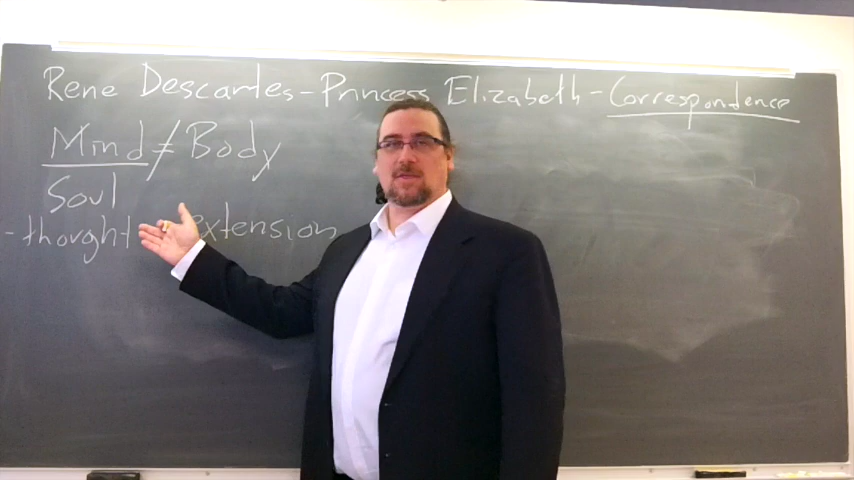 Rene Descartes - Princess Elizabeth - Correspondence
Mind ≠ Body
Soul
- thought extension